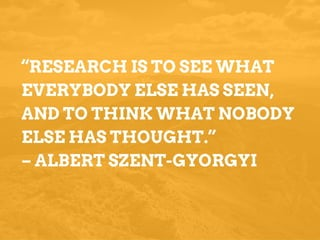 “RESEARCH IS TO SEE WHAT
EVERYBODY ELSE HAS SEEN,
AND TO THINK WHAT NOBODY
ELSE HAS THOUGHT.”
– ALBERT SZENT-GYORGYI